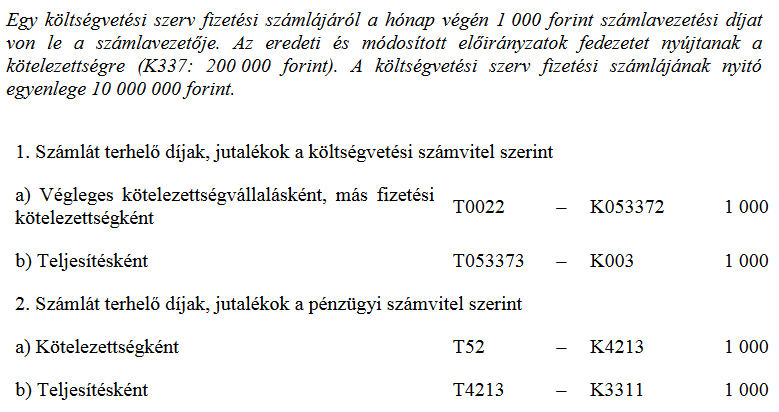 Egy költségvetési szerv fizetési számlájáról a hónap végén 1 000 forint számlavezetési díjat
von le a számlavezetője. Az eredeti és módosított előirányzatok fedezetet nyújtanak a
kötelezettségre (K337: 200 000 forint). A költségvetési szerv fizetési számlájának nyitó
egyenlege 10 000 000 forint.
1. Számlát terhelő díjak, jutalékok a költségvetési számvitel szerint
a) Végleges kötelezettségvállalásként, más fizetési
kötelezettségként T0022 – K053372 1 000
b) Teljesítésként T053373 – K003 1 000
2. Számlát terhelő díjak, jutalékok a pénzügyi számvitel szerint
a) Kötelezettségként T52 – K4213 1 000
b) Teljesítésként T4213 – K3311 1 000